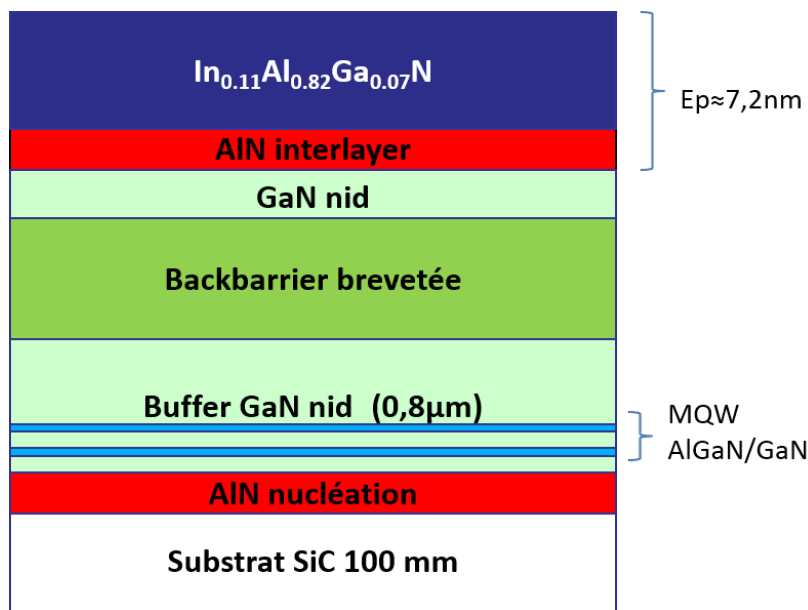 In0.11Al0.82Ga0.07N
Ep≈7,2nm
AlN interlayer
GaN nid
Backbarrier brevetée
Buffer GaN nid (0,8µm)
MQW
AlGaN/GaN
AlN nucléation
Substrat SiC 100 mm